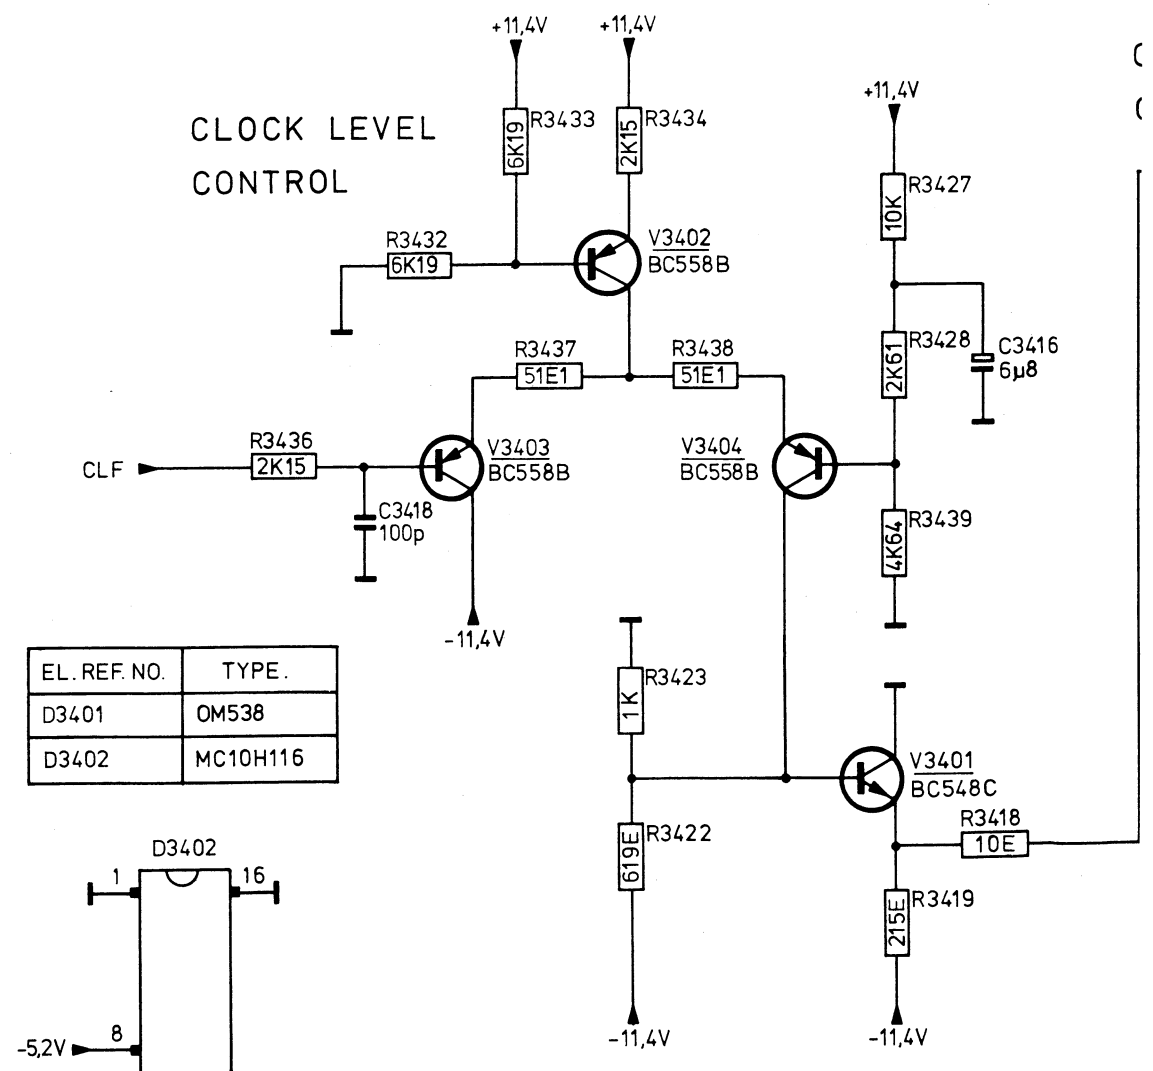 +11,4V
+11,4V
+11,4V
CLOCK LEVEL
CONTROL
R3433
6K19
R3434
2K15
R3427
10K
R3432
6K19
V3402
BC558B
R3437
51E1
R3438
51E1
R3428
2K61
C3416
6µ8
CLF
R3436
2K15
V3403
BC558B
V3404
BC558B
C3418
100p
R3439
4K64
-11,4V
EL. REF. NO.
TYPE.
D3401
OM538
D3402
MC10H116
R3423
1K
V3401
BC548C
R3422
619E
R3418
10E
R3419
215E
D3402
1
16
8
-5,2V
-11,4V
-11,4V